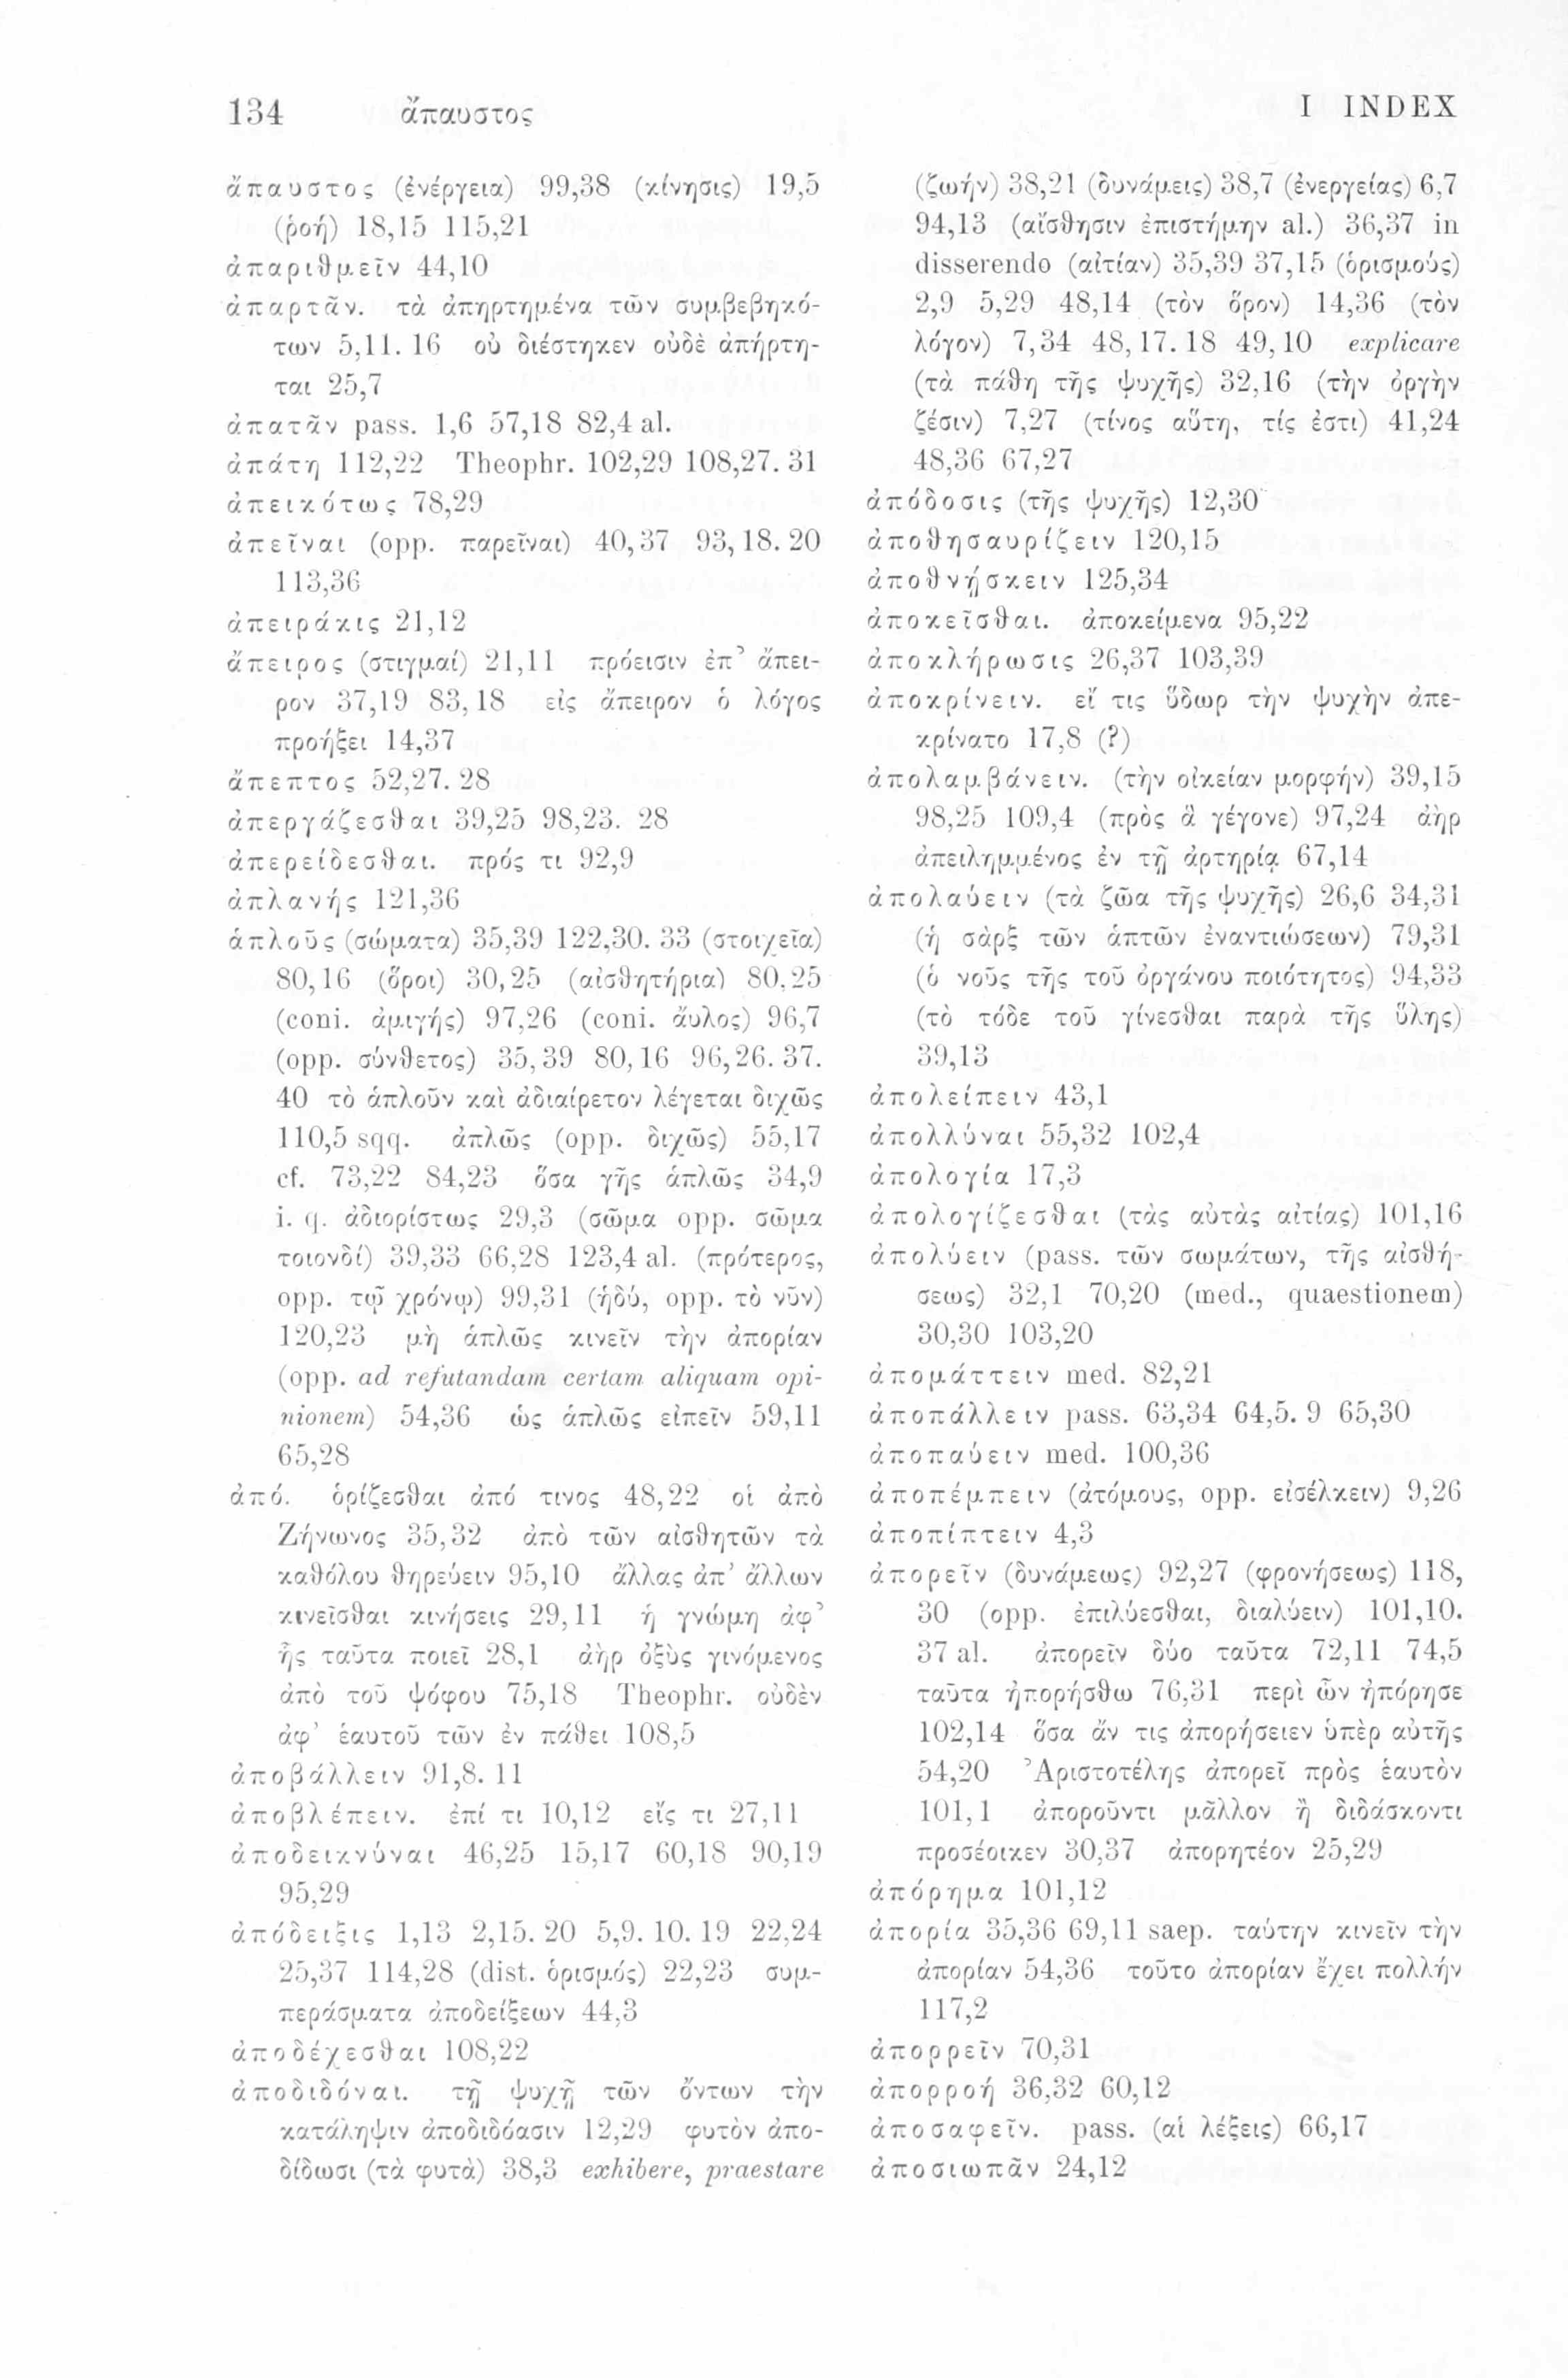 134 ἄπαυστος I INDEX
ἄπαυστος (ἐνέργεια) 99,38 (κίνησις) 19,5
(ῥοή) 18,15 115,21
ἀπαριθμεῖν 44,10
ἀπαρτᾶν. τὰ ἀπηρτημένα τῶν συμβεβηκό-
των 5,11. 16 οὐ διέστηκεν οὐδὲ ἀπήρτη-
ται 25,7
ἀπατᾶν pass. 1,6 57,18 82,4 al.
ἀπάτη 112,22 Theophr. 102,29 108,27. 31
ἀπεικότως 78,29
ἀπεῖναι (opp. παρεῖναι) 40,37 93,18. 20
113,36
ἀπειράκις 21,12
ἄπειρος (στιγμαί) 21,11 πρόεισιν ἐπ’ ἄπει-
ρον 37,19 83,18 εἰς ἄπειρον ὁ λόγος
προήξει 14,37
ἄπεπτος 52,27. 28
ἀπεργάζεσθαι 39,25 98,23. 28
ἀπερείδεσθαι. πρός τι 92,9
ἀπλανής 121,36
ἁπλοῦς (σώματα) 35,39 122,30. 33 (στοιχεῖα)
80,16 (ὅροι) 30,25 (αἰσθητήρια) 80,25
(coni. ἀμιγής) 97,26 (coni. ἄυλος) 96,7
(opp. σύνθετος) 35,39 80,16 96,26. 37.
40 τὸ ἁπλοῦν καὶ ἀδιαίρετον λέγεται διχῶς
110,5 sqq. ἁπλῶς (opp. διχῶς) 55,17
cf. 73,22 84,23 ὅσα γῆς ἁπλῶς 34,9
i. q. ἀδιορίστως 29,3 (σῶμα opp. σῶμα
τοιονδί) 39,33 66,28 123,4 al. (πρότερος,
opp. τῷ χρόνῳ) 99,31 (ἡδύ, opp. τὸ νῦν)
120,23 μὴ ἁπλῶς κινεῖν τὴν ἀπορίαν
(opp. ad refutandam certam aliquam opi-
nionem) 54,36 ὡς ἁπλῶς εἰπεῖν 59,11
65,28
ἀπό. ὁρίζεσθαι ἀπό τινος 48,22 οἱ ἀπὸ
Ζήνωνος 35,32 ἀπὸ τῶν αἰσθητῶν τὰ
καθόλου θηρεύειν 95,10 ἄλλας ἀπ’ ἄλλων
κινεῖσθαι κινήσεις 29,11 ἡ γνώμη ἀφ’
ἧς ταῦτα ποιεῖ 28,1 ἀὴρ ὀξὺς γινόμενος
ἀπὸ τοῦ ψόφου 75,18 Theophr. οὐδὲν
ἀφ’ ἑαυτοῦ τῶν ἐν πάθει 108,5
ἀποβάλλειν 91,8. 11
ἀποβλέπειν. ἐπί τι 10,12 εἴς τι 27,11
ἀποδεικνύναι 46,25 15,17 60,18 90,19
95,29
ἀπόδειξις 1,13 2,15. 20 5,9. 10. 19 22,24
25,37 114,28 (dist. ὁρισμός) 22,23 συμ-
περάσματα ἀποδείξεων 44,3
ἀποδέχεσθαι 108,22
ἀποδιδόναι. τῇ ψυχῇ τῶν ὄντων τὴν
κατάληψιν ἀποδιδόασιν 12,29 φυτὸν ἀπο-
δίδωσι (τὰ φυτὰ) 38,3 exhibere, praestare
(ζωήν) 38,21 (δυνάμεις) 38,7 (ἐνεργείας) 6,7
94,13 (αἴσθησιν ἐπιστήμην al.) 36,37 in
disserendo (αἰτίαν) 35,39 37,15 (ὁρισμούς)
2,9 5,29 48,14 (τὸν ὅρον) 14,36 (τὸν
λόγον) 7,34 48,17. 18 49,10 explicare
(τὰ πάθη τῆς ψυχῆς) 32,16 (τὴν ὀργὴν
ζέσιν) 7,27 (τίνος αὕτη, τίς ἐστι) 41,24
48,36 67,27
ἀπόδοσις (τῆς ψυχῆς) 12,30
ἀποθησαυρίζειν 120,15
ἀποθνῄσκειν 125,34
ἀποκεῖσθαι. ἀποκείμενα 95,22
ἀποκλήρωσις 26,37 103,39
ἀποκρίνειν. εἴ τις ὕδωρ τὴν ψυχὴν ἀπε-
κρίνατο 17,8 (?)
ἀπολαμβάνειν. (τὴν οἰκείαν μορφήν) 39,15
98,25 109,4 (πρὸς ἃ γέγονε) 97,24 ἀὴρ
ἀπειλημμένος ἐν τῇ ἀρτηρίᾳ 67,14
ἀπολαύειν (τὰ ζῶα τῆς ψυχῆς) 26,6 34,31
(ἡ σὰρξ τῶν ἁπτῶν ἐναντιώσεων) 79,31
(ὁ νοῦς τῆς τοῦ ὀργάνου ποιότητος) 94,33
(τὸ τόδε τοῦ γίνεσθαι παρὰ τῆς ὕλης)
39,13
ἀπολείπειν 43,1
ἀπολλύναι 55,32 102,4
ἀπολογία 17,3
ἀπολογίζεσθαι (τὰς αὐτὰς αἰτίας) 101,16
ἀπολύειν (pass. τῶν σωμάτων, τῆς αἰσθή-
σεως) 32,1 70,20 (med., quaestionem)
30,30 103,20
ἀπομάττειν med. 82,21
ἀποπάλλειν pass. 63,34 64,5. 9 65,30
ἀποπαύειν med. 100,36
ἀποπέμπειν (ἀτόμους, opp. εἰσέλκειν) 9,26
ἀποπίπτειν 4,3
ἀπορεῖν (δυνάμεως) 92,27 (φρονήσεως) 118,
30 (opp. ἐπιλύεσθαι, διαλύειν) 101,10.
37 al. ἀπορεῖν δύο ταῦτα 72,11 74,5
ταῦτα ἠπορήσθω 76,31 περὶ ὧν ἠπόρησε
102,14 ὅσα ἄν τις ἀπορήσειεν ὑπὲρ αὐτῆς
54,20 Ἀριστοτέλης ἀπορεῖ πρὸς ἑαυτὸν
101,1 ἀποροῦντι μᾶλλον ἢ διδάσκοντι
προσέοικεν 30,37 ἀπορητέον 25,29
ἀπόρημα 101,12
ἀπορία 35,36 69,11 saep. ταύτην κινεῖν τὴν
ἀπορίαν 54,36 τοῦτο ἀπορίαν ἔχει πολλήν
117,2
ἀπορρεῖν 70,31
ἀπορροή 36,32 60,12
ἀποσαφεῖν. pass. (αἱ λέξεις) 66,17
ἀποσιωπᾶν 24,12